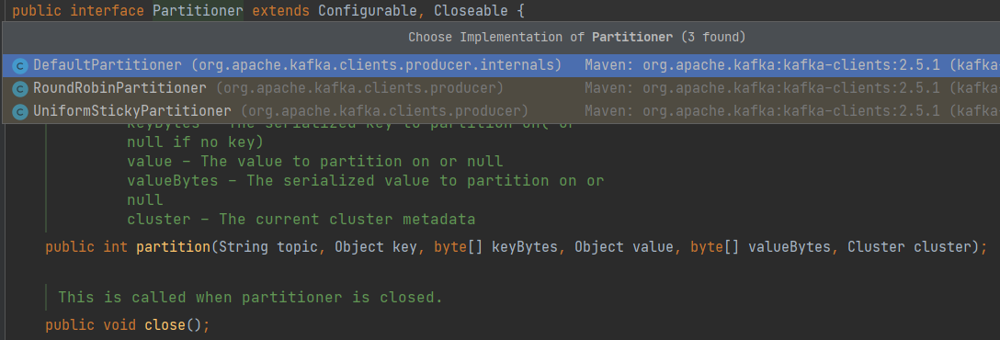 public interface Partitioner extends Configurable, Closeable {
Choose Implementation of Partitioner (3 found)
C DefaultPartitioner (org.apache.kafka.clients.producer.internals) Maven: org.apache.kafka:kafka-clients:2.5.1 (kafka-
C RoundRobinPartitioner (org.apache.kafka.clients.producer) Maven: org.apache.kafka:kafka-clients:2.5.1 (kafka-
C UniformStickyPartitioner (org.apache.kafka.clients.producer) Maven: org.apache.kafka:kafka-clients:2.5.1 (kafka-
keyBytes – The serialized key to partition on( or
null if no key)
value – The value to partition on or null
valueBytes – The serialized value to partition on or
null
cluster – The current cluster metadata
public int partition(String topic, Object key, byte[] keyBytes, Object value, byte[] valueBytes, Cluster cluster);
This is called when partitioner is closed.
public void close();